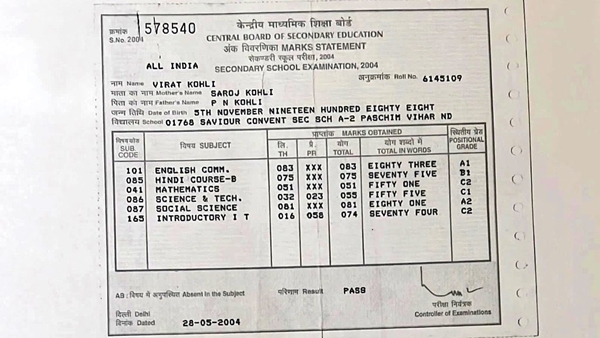 केन्द्रीय माध्यमिक शिक्षा बोर्ड
क्रमांक 578540
S.No. 2004 CENTRAL BOARD OF SECONDARY EDUCATION
अंक विवरणिका MARKS STATEMENT
सेकण्डरी स्कूल परीक्षा, 2004
ALL INDIA SECONDARY SCHOOL EXAMINATION, 2004
नाम Name VIRAT KOHLI अनुक्रमांक Roll No. 6145109
माता का नाम Mother's Name SAROJ KOHLI
पिता का नाम Father's Name P N KOHLI
जन्म तिथि Date of Birth 5TH NOVEMBER NINETEEN HUNDRED EIGHTY EIGHT
विद्यालय School 01768 SAVIOUR CONVENT SEC SCH A-2 PASCHIM VIHAR ND
प्राप्तांक MARKS OBTAINED
विषय कोड SUB. CODE विषय SUBJECT लि. TH प्रै. PR योग TOTAL योग शब्दों में TOTAL IN WORDS स्थितीय ग्रेड POSITIONAL GRADE
101 ENGLISH COMM. 083 XXX 083 EIGHTY THREE A1
085 HINDI COURSE-B 075 XXX 075 SEVENTY FIVE B1
041 MATHEMATICS 051 XXX 051 FIFTY ONE C2
086 SCIENCE & TECH. 032 023 055 FIFTY FIVE C1
087 SOCIAL SCIENCE 081 XXX 081 EIGHTY ONE A2
165 INTRODUCTORY I T 016 058 074 SEVENTY FOUR C2
AB : विषय में अनुपस्थित Absent in the Subject परिणाम Result PASS
दिल्ली Delhi परीक्षा नियंत्रक
दिनांक Dated 28-05-2004 Controller of Examinations